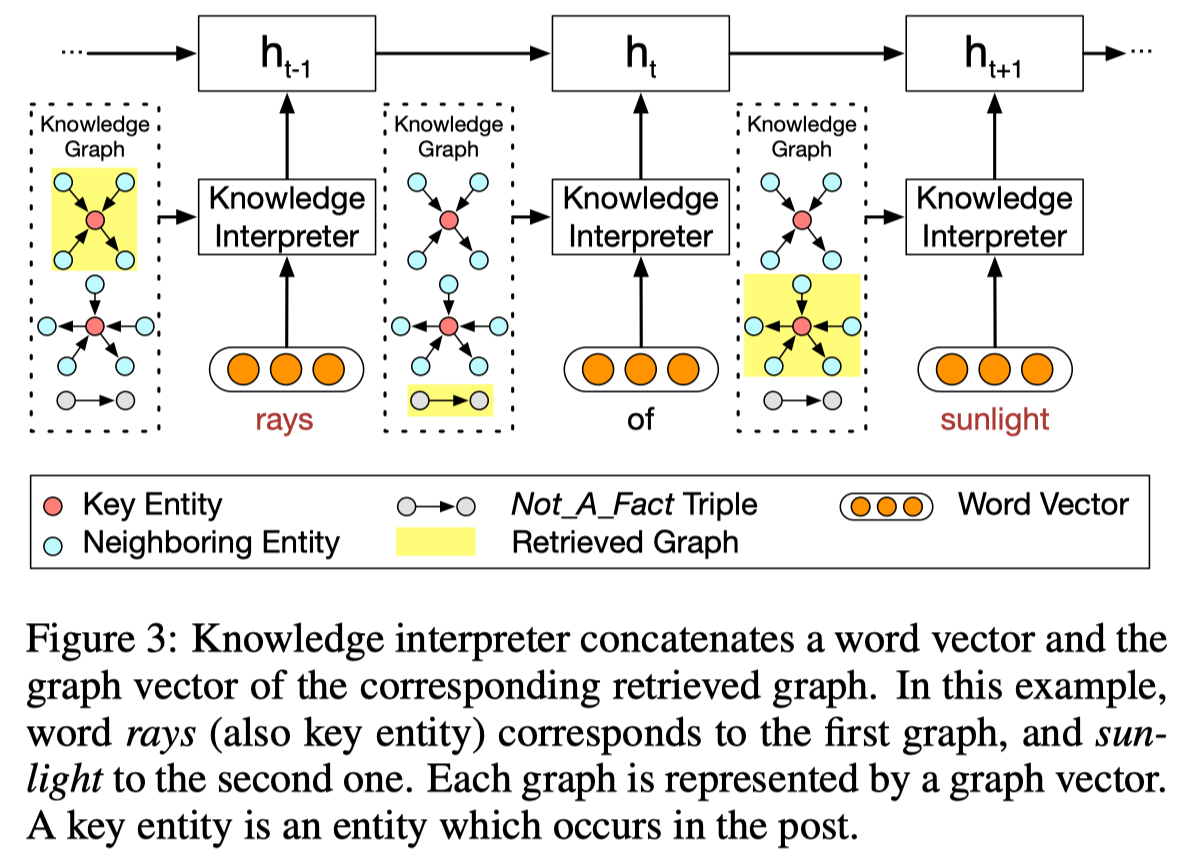 ... h_{t-1} h_t h_{t+1} ...
Knowledge Graph
Knowledge Interpreter
rays
Knowledge Graph
Knowledge Interpreter
of
Knowledge Graph
Knowledge Interpreter
sunlight
Key Entity
Not_A_Fact Triple
Word Vector
Neighboring Entity
Retrieved Graph
Figure 3: Knowledge interpreter concatenates a word vector and the
graph vector of the corresponding retrieved graph. In this example,
word rays (also key entity) corresponds to the first graph, and sun-
light to the second one. Each graph is represented by a graph vector.
A key entity is an entity which occurs in the post.